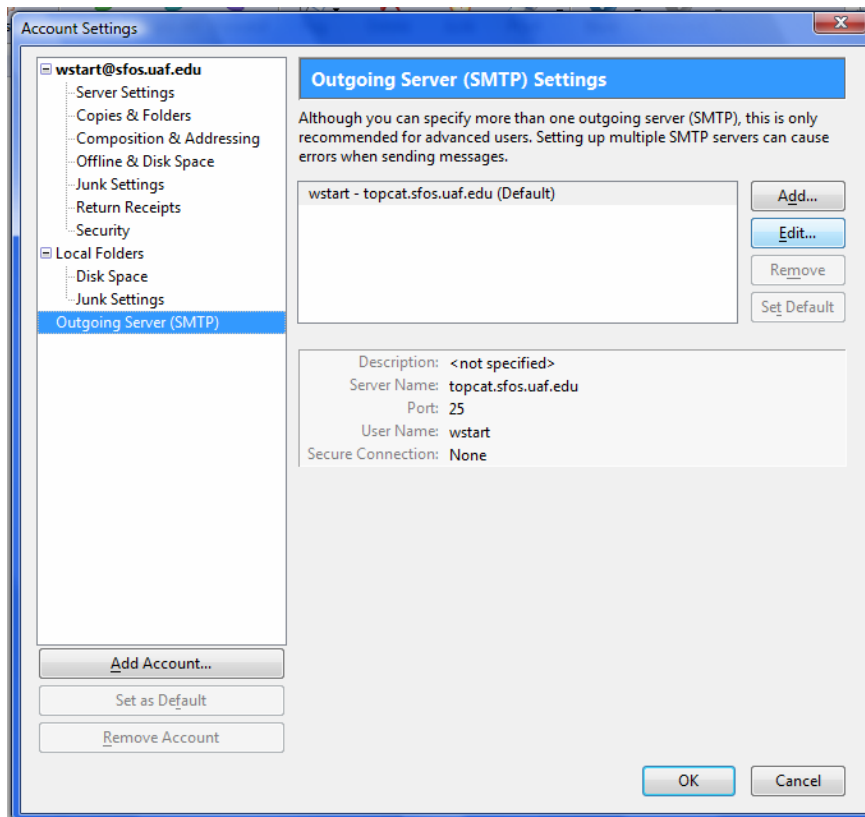 Account Settings
wstart@sfos.uaf.edu
Server Settings
Copies & Folders
Composition & Addressing
Offline & Disk Space
Junk Settings
Return Receipts
Security
Local Folders
Disk Space
Junk Settings
Outgoing Server (SMTP)
Add Account...
Set as Default
Remove Account
Outgoing Server (SMTP) Settings
Although you can specify more than one outgoing server (SMTP), this is only
recommended for advanced users. Setting up multiple SMTP servers can cause
errors when sending messages.
wstart - topcat.sfos.uaf.edu (Default)
Add...
Edit...
Remove
Set Default
Description: <not specified>
Server Name: topcat.sfos.uaf.edu
Port: 25
User Name: wstart
Secure Connection: None
OK
Cancel